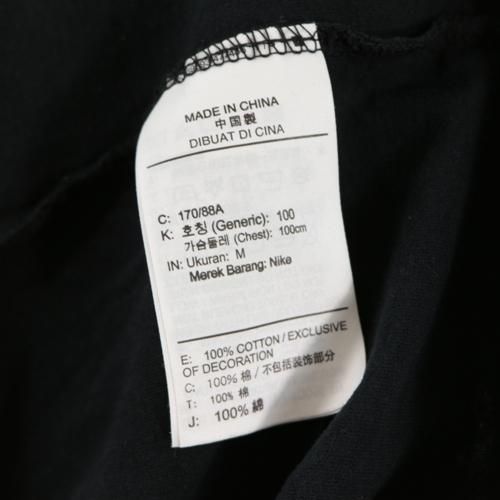 MADE IN CHINA
中国製
DIBUAT DI CINA
C: 170/88A
K: 호칭 (Generic): 100
가슴둘레 (Chest): 100cm
IN: Ukuran: M
Merek Barang: Nike
E: 100% COTTON / EXCLUSIVE
OF DECORATION
C: 100% 棉 / 不包括装饰部分
T: 100% 棉
J: 100% 綿